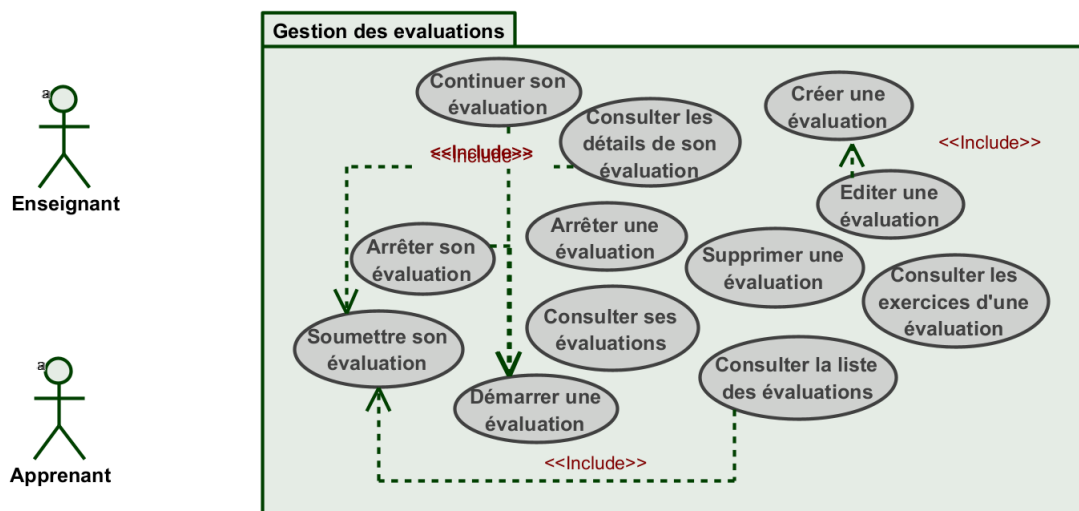 Gestion des evaluations
a
Enseignant
Continuer son
évaluation
Consulter les
détails de son
évaluation
Créer une
évaluation
<<Include>>
<<Include>>
<<Include>>
Editer une
évaluation
Arrêter son
évaluation
Arrêter une
évaluation
Supprimer une
évaluation
Consulter les
exercices d'une
évaluation
Soumettre son
évaluation
Consulter ses
évaluations
Consulter la liste
des évaluations
Démarrer une
évaluation
a
Apprenant
<<Include>>